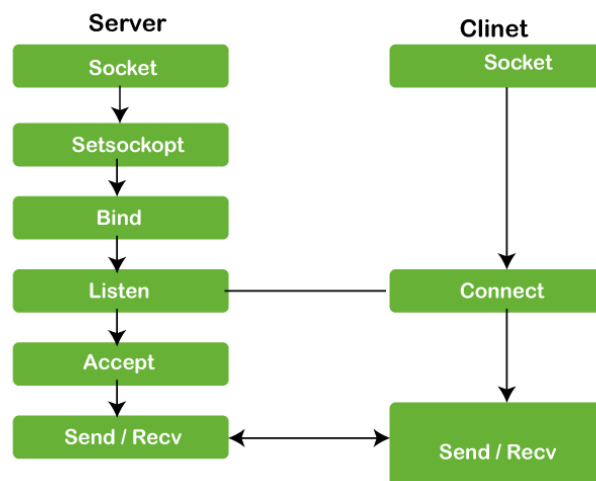 Server
Socket
Setsockopt
Bind
Listen
Accept
Send / Recv
Clinet
Socket
Connect
Send / Recv